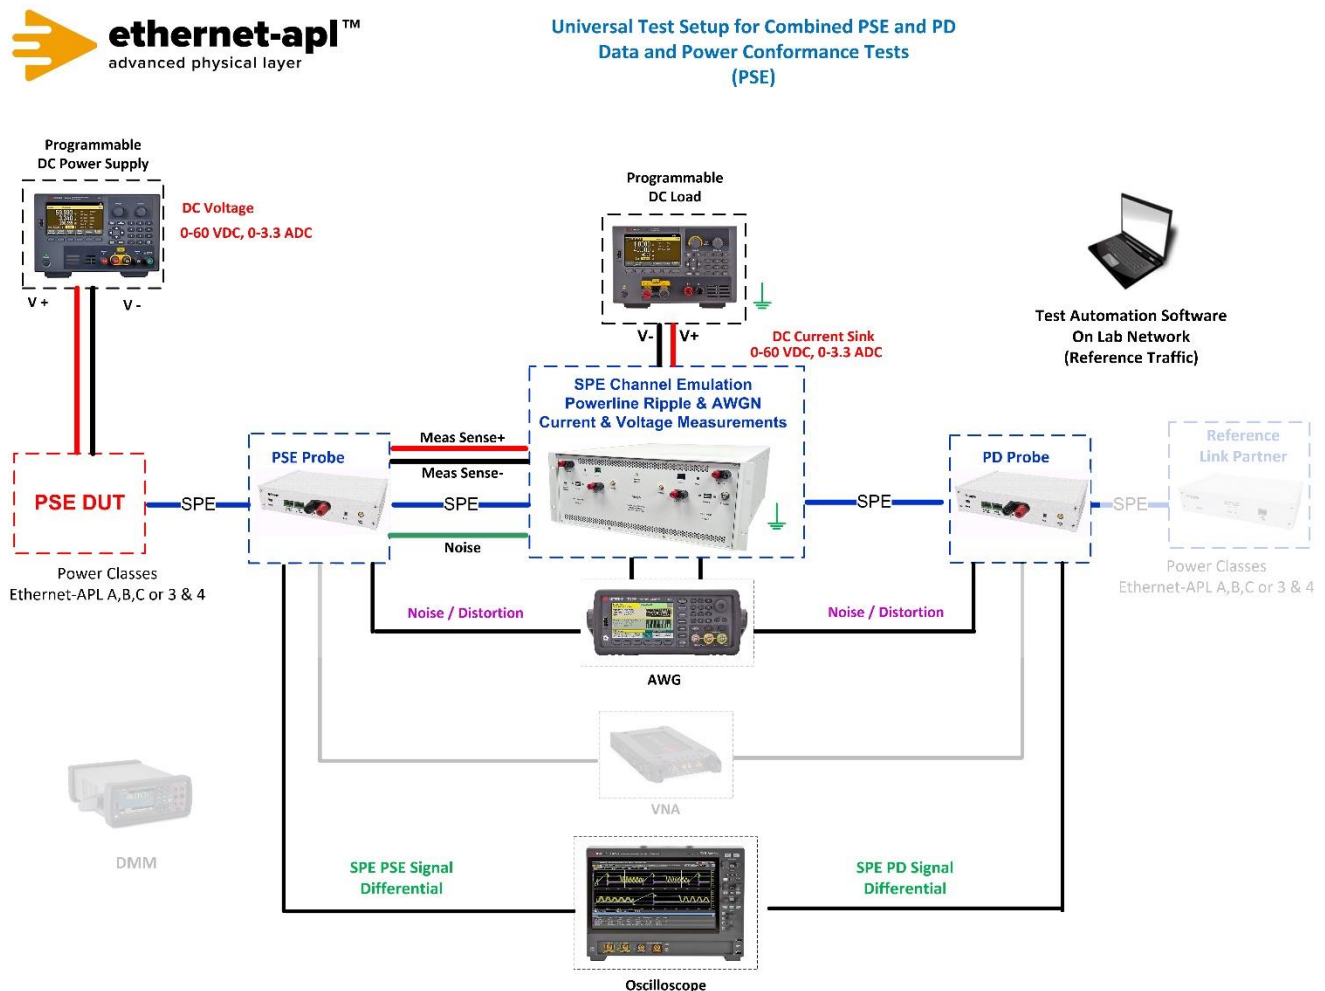 ethernet-apl™
advanced physical layer
Universal Test Setup for Combined PSE and PD
Data and Power Conformance Tests
(PSE)
Programmable
DC Power Supply
DC Voltage
0-60 VDC, 0-3.3 ADC
V +
V -
Programmable
DC Load
V-
V+
DC Current Sink
0-60 VDC, 0-3.3 ADC
Test Automation Software
On Lab Network
(Reference Traffic)
SPE Channel Emulation
Powerline Ripple & AWGN
Current & Voltage Measurements
PSE DUT
SPE
PSE Probe
Meas Sense+
Meas Sense-
SPE
Noise
SPE
PD Probe
SPE
Reference
Link Partner
Power Classes
Ethernet-APL A,B,C or 3 & 4
Power Classes
Ethernet-APL A,B,C or 3 & 4
Noise / Distortion
Noise / Distortion
AWG
VNA
DMM
SPE PSE Signal
Differential
SPE PD Signal
Differential
Oscilloscope